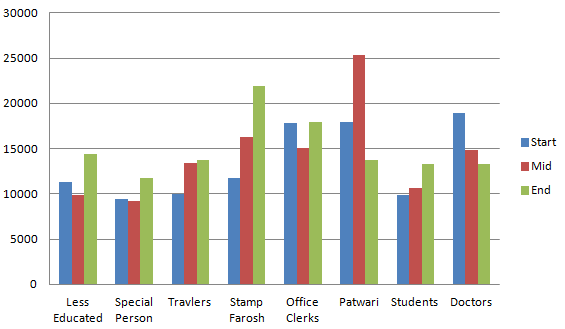 30000
25000
20000
15000
10000
5000
0
Less Educated
Special Person
Travlers
Stamp Farosh
Office Clerks
Patwari
Students
Doctors
Start
Mid
End